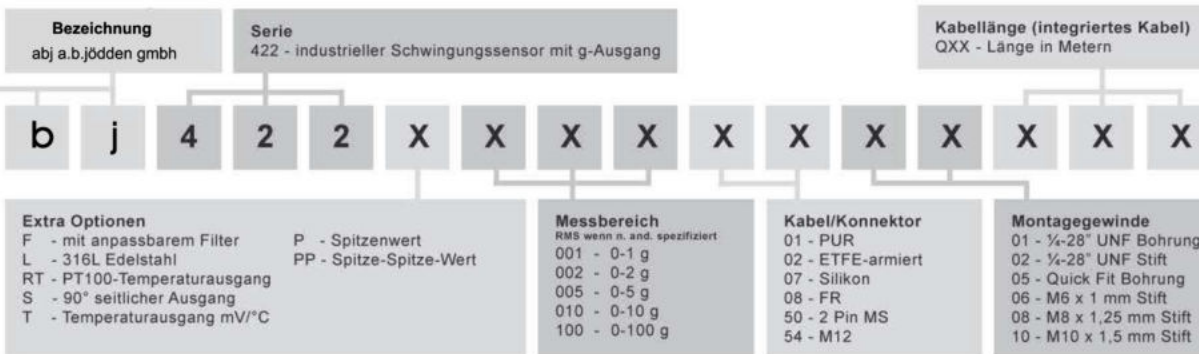 Bezeichnung
abj a.b.jödden gmbh
Serie
422 - industrieller Schwingungssensor mit g-Ausgang
Kabellänge (integriertes Kabel)
QXX - Länge in Metern
b j 4 2 2 X X X X X X X X X X X
Extra Optionen
F - mit anpassbarem Filter
L - 316L Edelstahl
RT - PT100-Temperaturausgang
S - 90° seitlicher Ausgang
T - Temperaturausgang mV/°C
P - Spitzenwert
PP - Spitze-Spitze-Wert
Messbereich
RMS wenn n. and. spezifiziert
001 - 0-1 g
002 - 0-2 g
005 - 0-5 g
010 - 0-10 g
100 - 0-100 g
Kabel/Konnektor
01 - PUR
02 - ETFE-armiert
07 - Silikon
08 - FR
50 - 2 Pin MS
54 - M12
Montagegewinde
01 - ¼-28" UNF Bohrung
02 - ¼-28" UNF Stift
05 - Quick Fit Bohrung
06 - M6 x 1 mm Stift
08 - M8 x 1,25 mm Stift
10 - M10 x 1,5 mm Stift